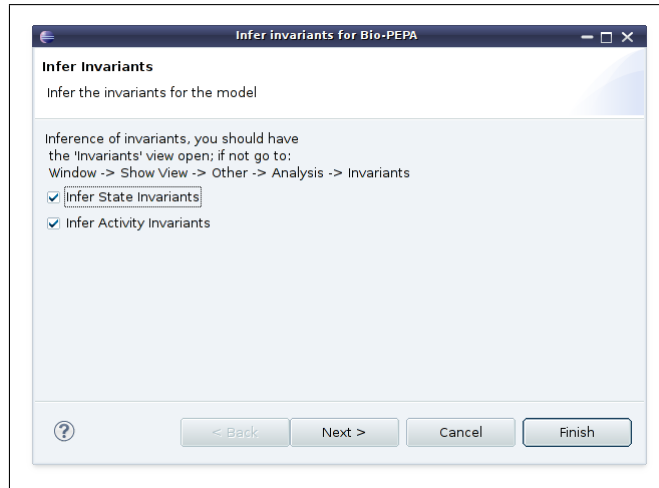 Infer invariants for Bio-PEPA
Infer Invariants
Infer the invariants for the model
Inference of invariants, you should have
the 'Invariants' view open; if not go to:
Window -> Show View -> Other -> Analysis -> Invariants
Infer State Invariants
Infer Activity Invariants
?
< Back
Next >
Cancel
Finish